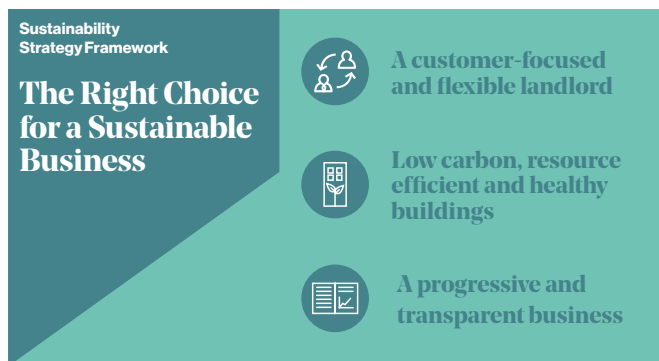 Sustainability
Strategy Framework
The Right Choice
for a Sustainable
Business
A customer-focused
and flexible landlord
Low carbon, resource
efficient and healthy
buildings
A progressive and
transparent business